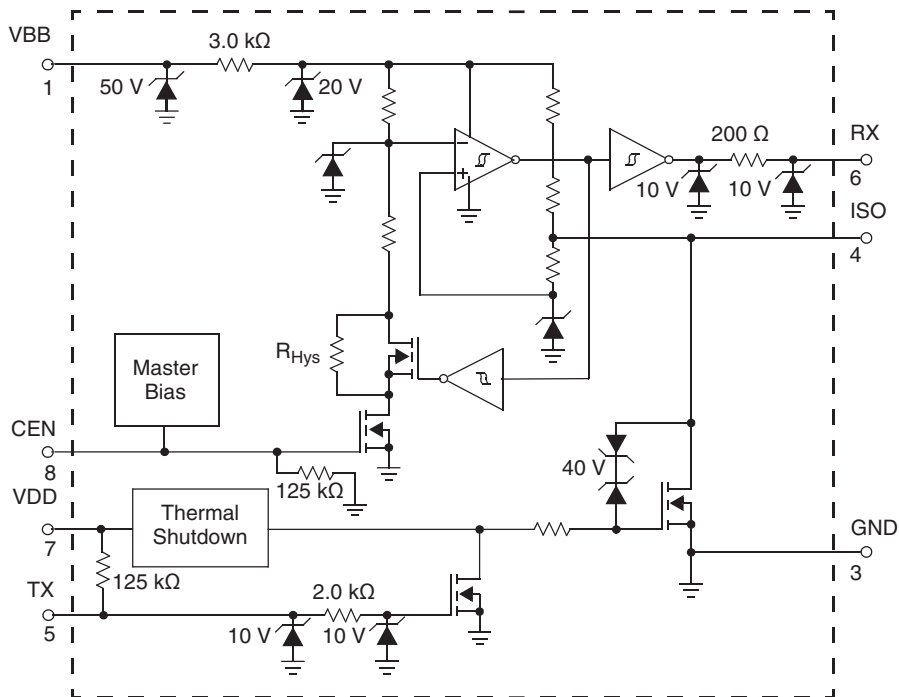 VBB
1
3.0 kΩ
50 V
20 V
200 Ω
RX
6
10 V
10 V
ISO
4
RHys
Master
Bias
CEN
8
125 kΩ
40 V
VDD
7
Thermal
Shutdown
GND
3
125 kΩ
TX
5
2.0 kΩ
10 V
10 V